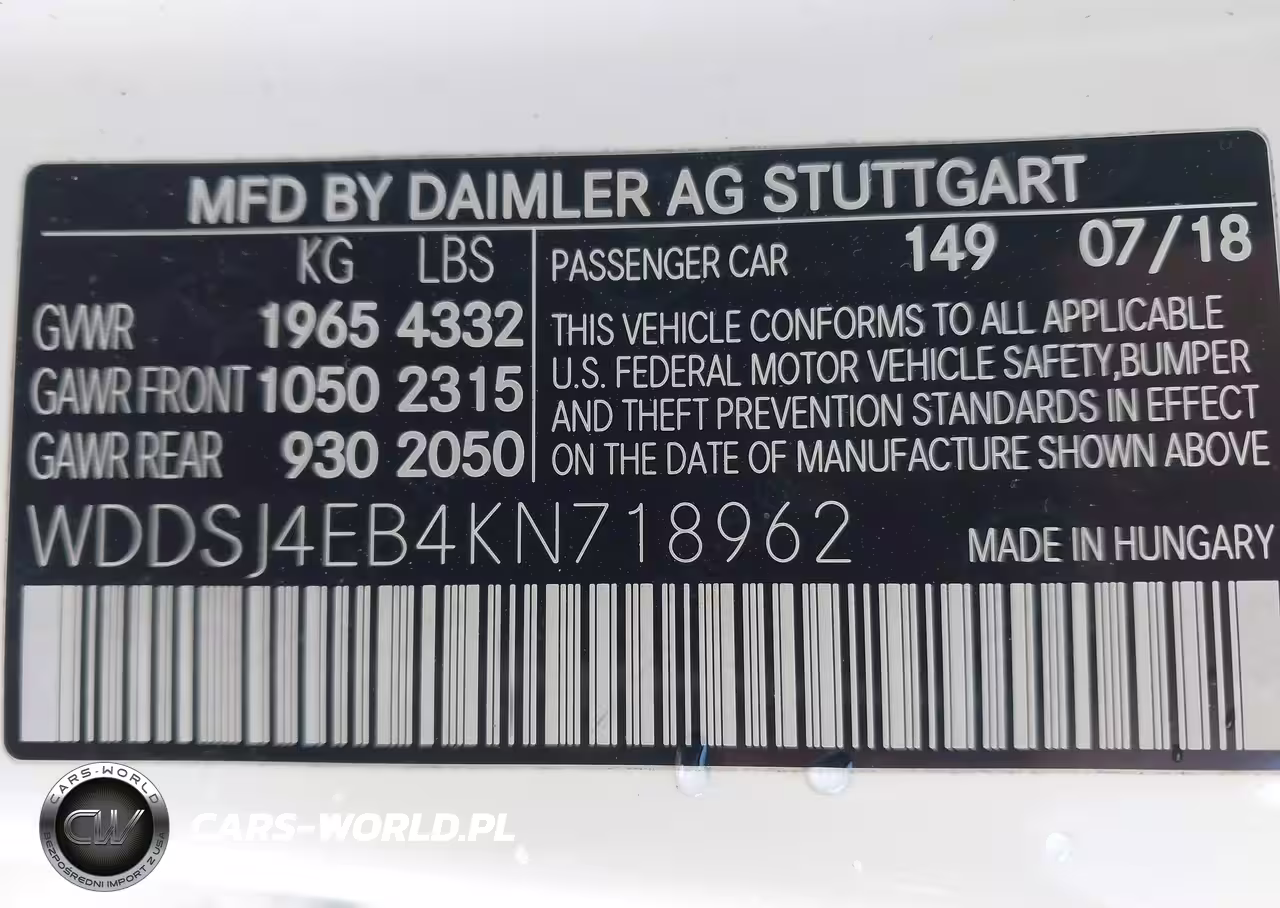 MFD BY DAIMLER AG STUTTGART
KG LBS
GVWR 1965 4332
GAWR FRONT 1050 2315
GAWR REAR 930 2050
PASSENGER CAR 149 07/18
THIS VEHICLE CONFORMS TO ALL APPLICABLE
U.S. FEDERAL MOTOR VEHICLE SAFETY,BUMPER
AND THEFT PREVENTION STANDARDS IN EFFECT
ON THE DATE OF MANUFACTURE SHOWN ABOVE
WDDSJ4EB4KN718962 MADE IN HUNGARY
CARS-WORLD
CW
BEZPOŚREDNI IMPORT Z USA
CARS-WORLD.PL